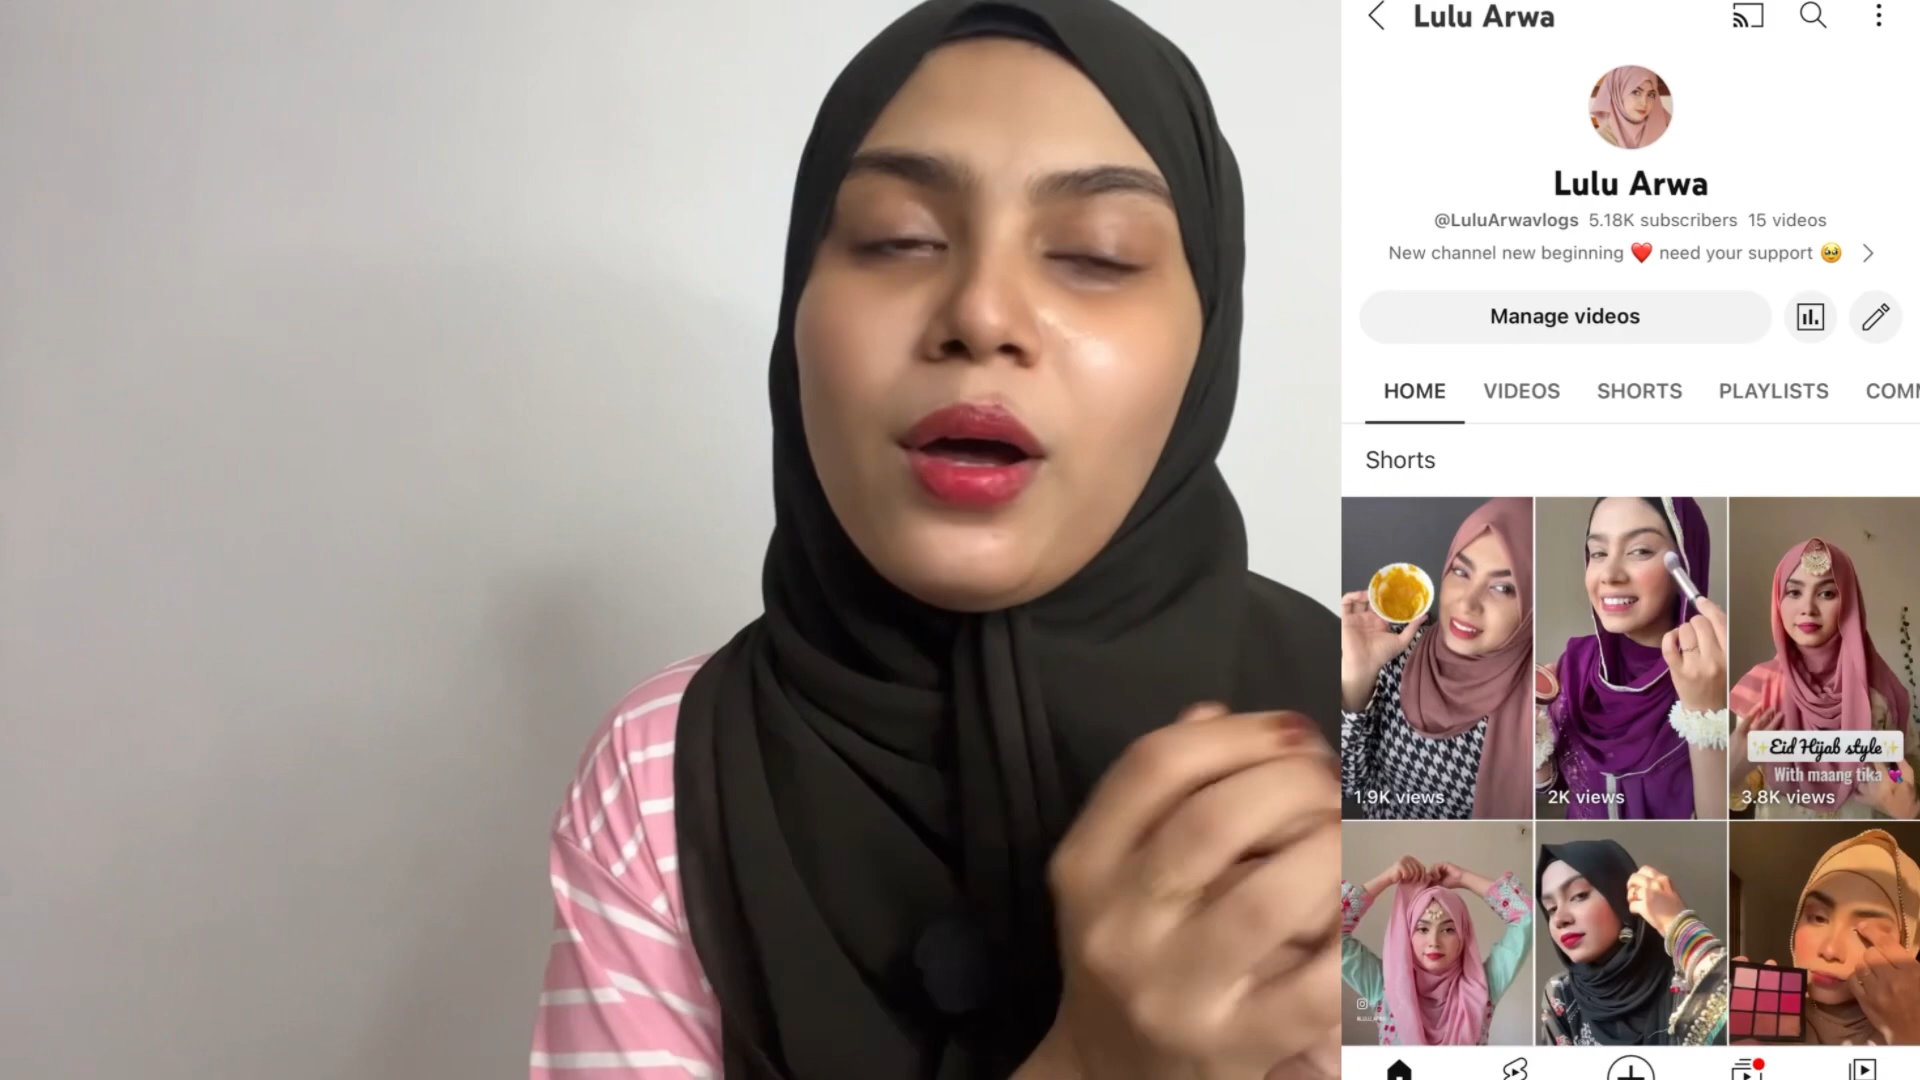 Lulu Arwa
Lulu Arwa
@LuluArwavlogs 5.18K subscribers 15 videos
New channel new beginning ❤️ need your support 🥹
Manage videos
HOME VIDEOS SHORTS PLAYLISTS COMM
Shorts
✨Eid Hijab style✨
With maang tika 💘
1.9K views 2K views 3.8K views